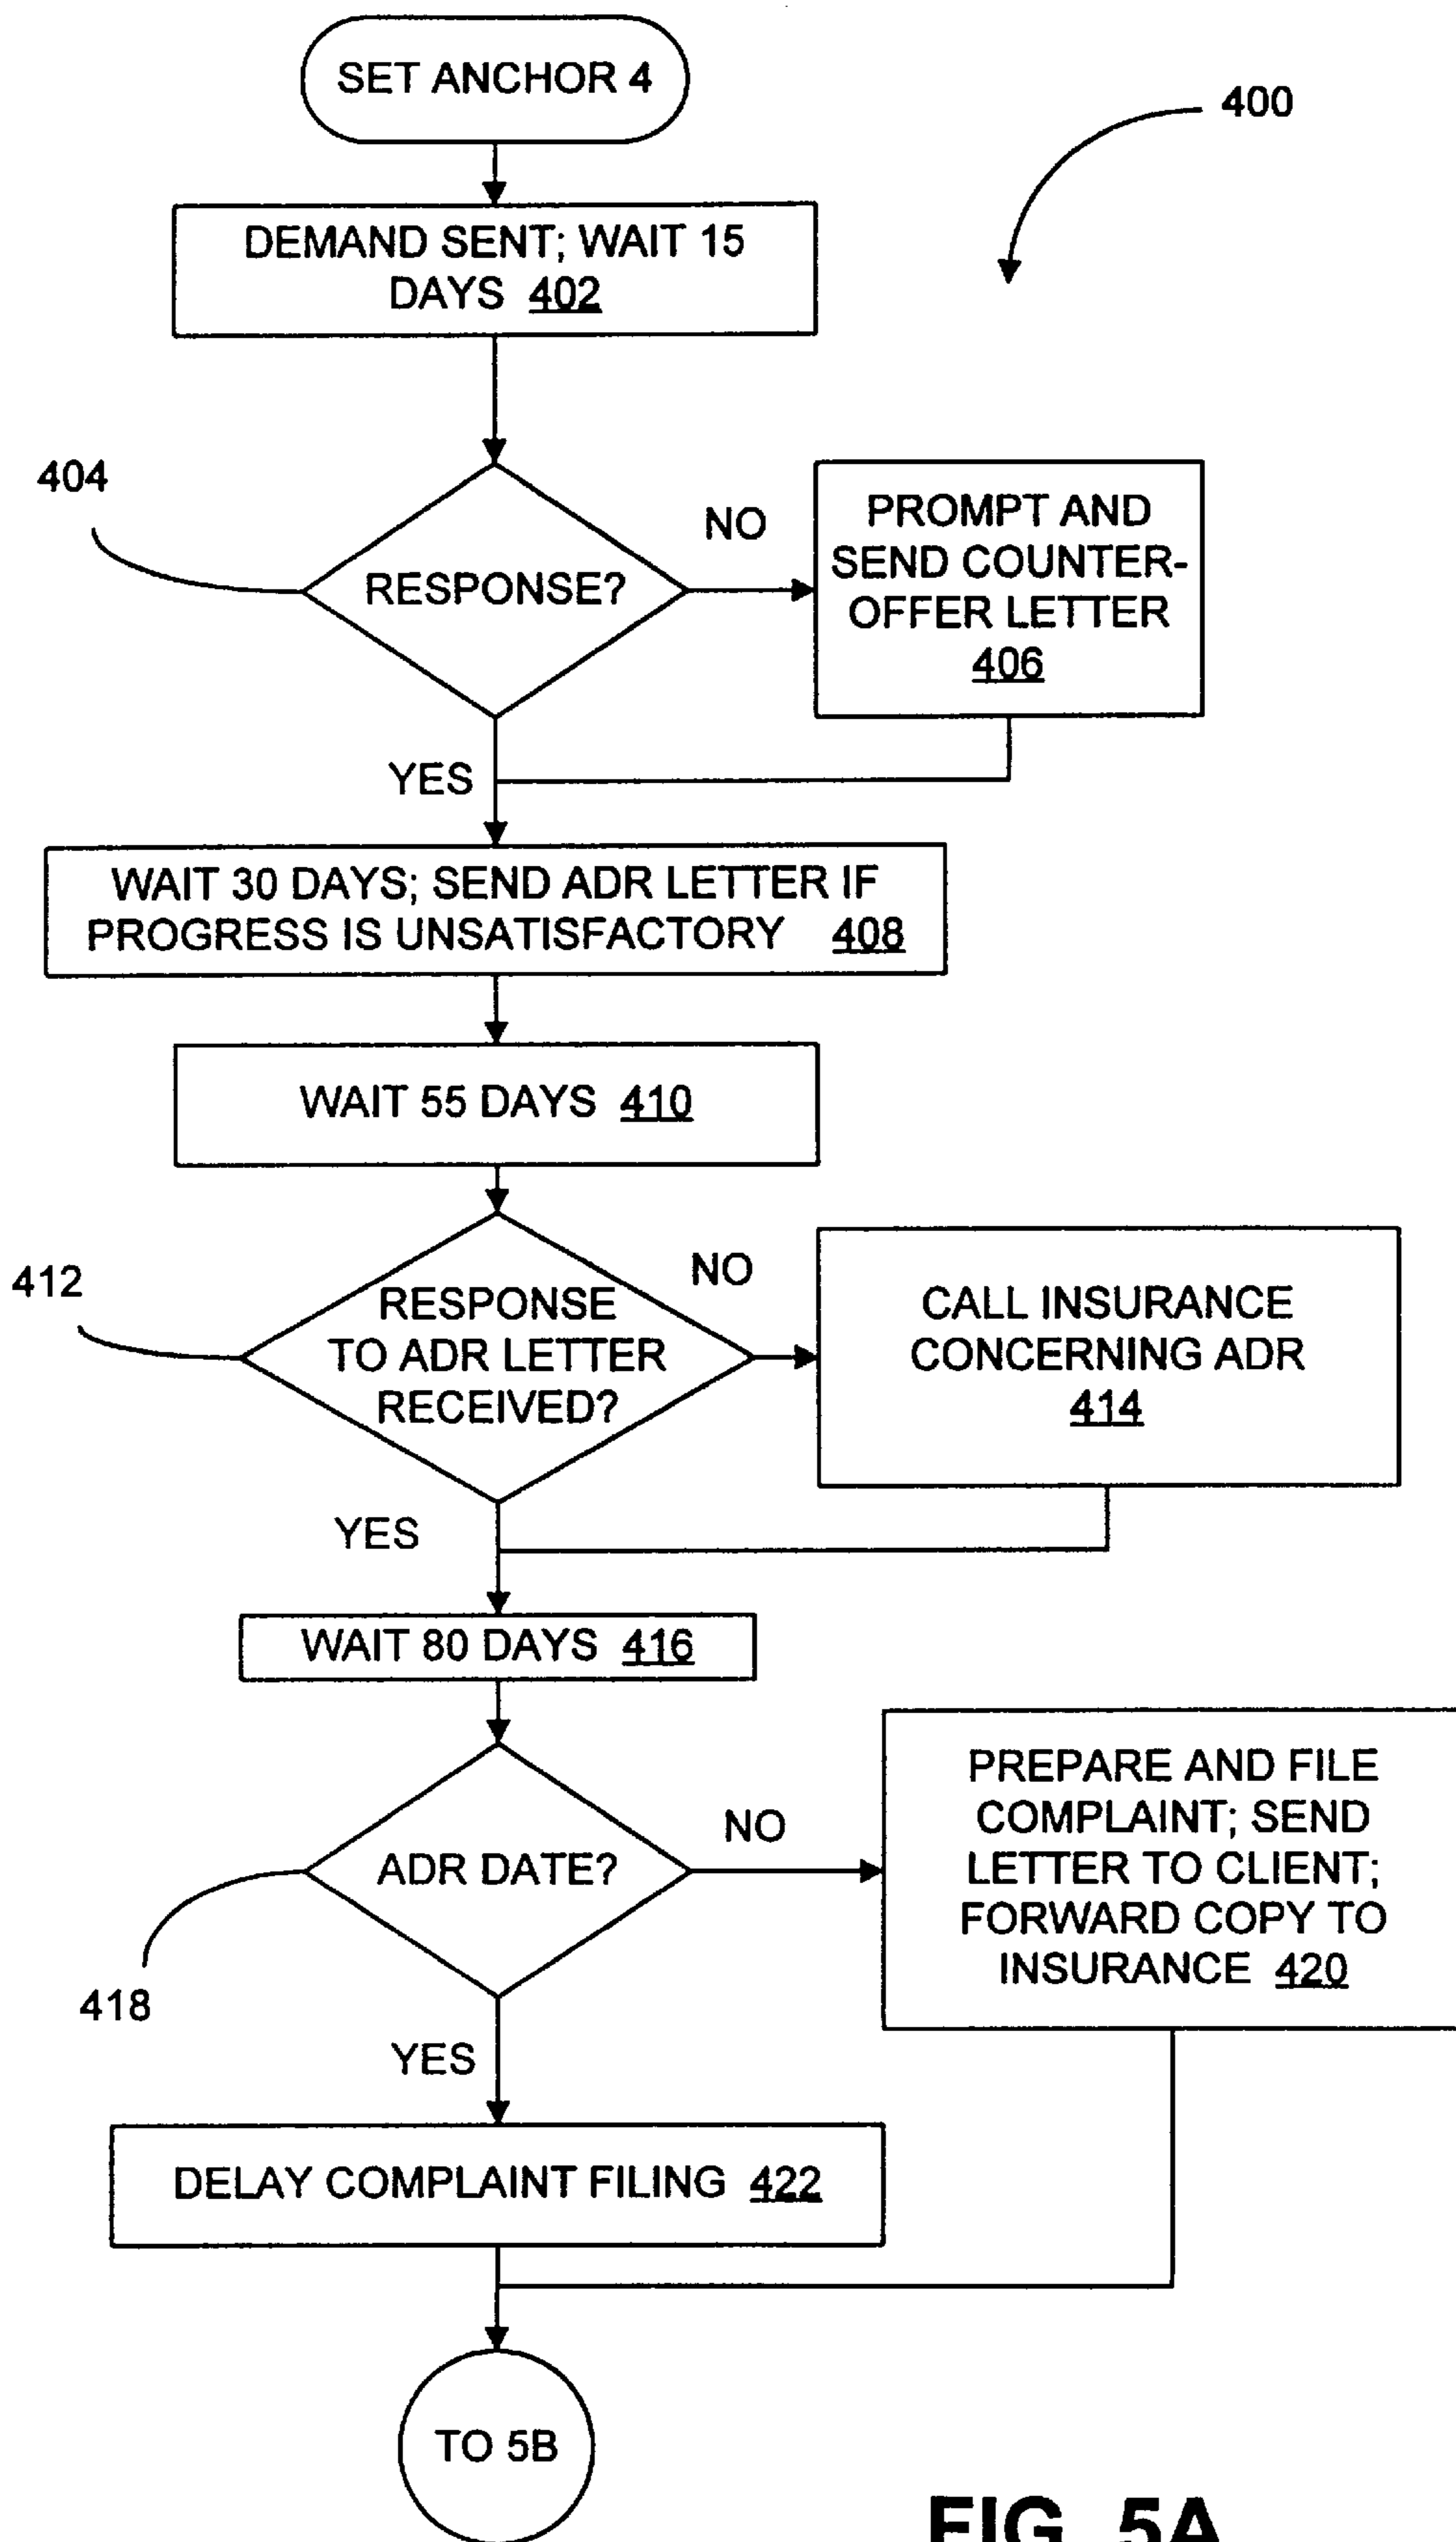 SET ANCHOR 4
400
DEMAND SENT; WAIT 15
DAYS 402
404
RESPONSE?
NO
PROMPT AND
SEND COUNTER-
OFFER LETTER
406
YES
WAIT 30 DAYS; SEND ADR LETTER IF
PROGRESS IS UNSATISFACTORY 408
WAIT 55 DAYS 410
412
RESPONSE
TO ADR LETTER
RECEIVED?
NO
CALL INSURANCE
CONCERNING ADR
414
YES
WAIT 80 DAYS 416
ADR DATE?
NO
PREPARE AND FILE
COMPLAINT; SEND
LETTER TO CLIENT;
FORWARD COPY TO
INSURANCE 420
418
YES
DELAY COMPLAINT FILING 422
TO 5B
FIG. 5A